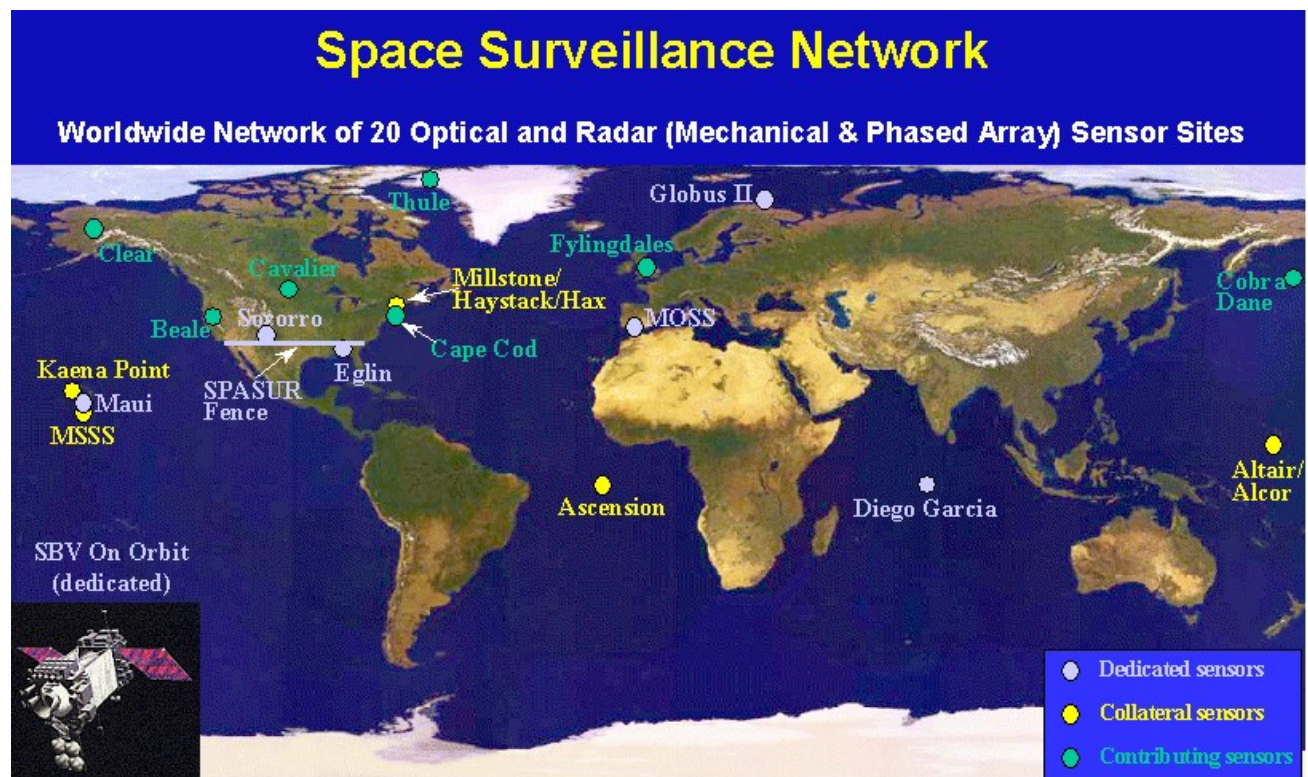 Space Surveillance Network
Worldwide Network of 20 Optical and Radar (Mechanical & Phased Array) Sensor Sites
Thule
Globus II
Clear
Cavalier
Fylingdales
Millstone/
Haystack/Hax
Cobra
Dane
Beale
Socorro
MOSS
Cape Cod
Kaena Point
SPASUR
Fence
Eglin
Maui
MSSS
Ascension
Diego Garcia
Altair/
Alcor
SBV On Orbit
(dedicated)
Dedicated sensors
Collateral sensors
Contributing sensors